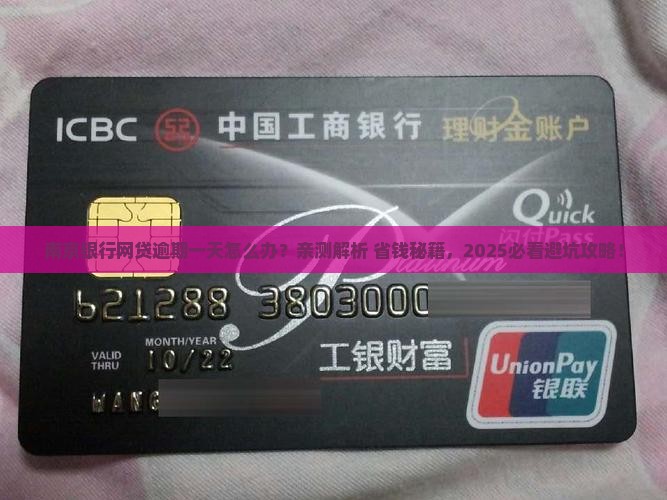 ICBC 中国工商银行 理财金账户
Quick
闪付Pass
银行网贷逾期一天怎么办？亲测解析 省钱秘籍，2025必看避坑攻略！
Platinum
621288 3803000
MONTH/YEAR
VALID THRU 10/22
工银财富
UnionPay
银联
WANG